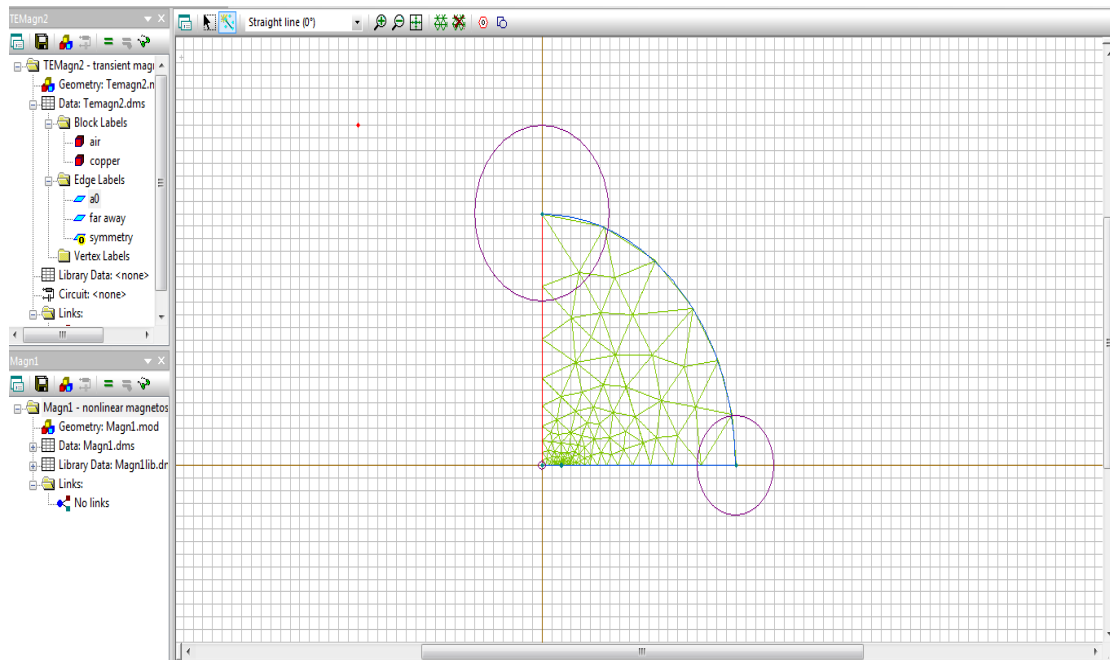 TEMagn2
Straight line (0°)
TEMagn2 - transient magn
Geometry: Temagn2.n
Data: Temagn2.dms
Block Labels
air
copper
Edge Labels
a0
far away
symmetry
Vertex Labels
Library Data: <none>
Circuit: <none>
Links:
Magn1
Magn1 - nonlinear magnetos
Geometry: Magn1.mod
Data: Magn1.dms
Library Data: Magn1lib.dr
Links:
No links